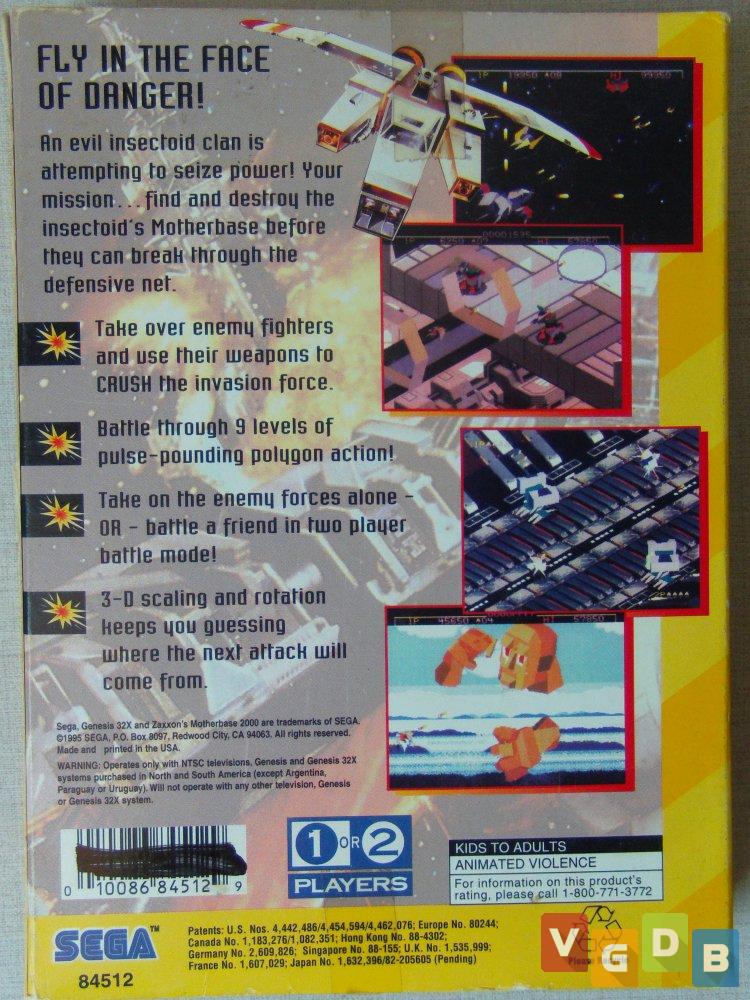 FLY IN THE FACE
OF DANGER!
An evil insectoid clan is
attempting to seize power! Your
mission...find and destroy the
insectoid's Motherbase before
they can break through the
defensive net.
Take over enemy fighters
and use their weapons to
CRUSH the invasion force.
Battle through 9 levels of
pulse-pounding polygon action!
Take on the enemy forces alone -
OR - battle a friend in two player
battle mode!
3-D scaling and rotation
keeps you guessing
where the next attack will
come from.
Sega, Genesis 32X and Zaxxon's Motherbase 2000 are trademarks of SEGA.
©1995 SEGA, P.O. Box 8097, Redwood City, CA 94063. All rights reserved.
Made and printed in the USA.
WARNING: Operates only with NTSC televisions, Genesis and Genesis 32X
systems purchased in North and South America (except Argentina,
Paraguay or Uruguay). Will not operate with any other television, Genesis
or Genesis 32X system.
0 10086 84512 9
1 OR 2
PLAYERS
KIDS TO ADULTS
ANIMATED VIOLENCE
For information on this product's
rating, please call 1-800-771-3772
SEGA™
84512
Patents: U.S. Nos. 4,442,486/4,454,594/4,462,076; Europe No. 80244;
Canada No. 1,183,276/1,082,351; Hong Kong No. 88-4302;
Germany No. 2,609,826; Singapore No. 88-155; U.K. No. 1,535,999;
France No. 1,607,029; Japan No. 1,632,396/82-205605 (Pending)
Please
VGDB